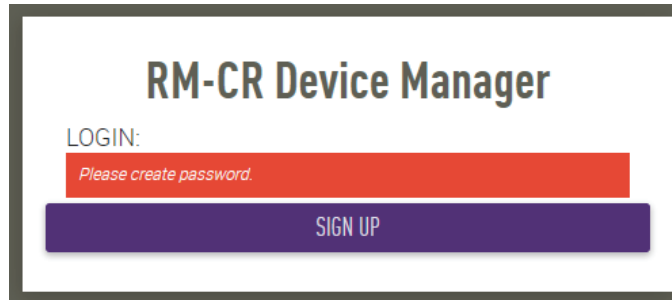 RM-CR Device Manager
LOGIN:
Please create password.
SIGN UP